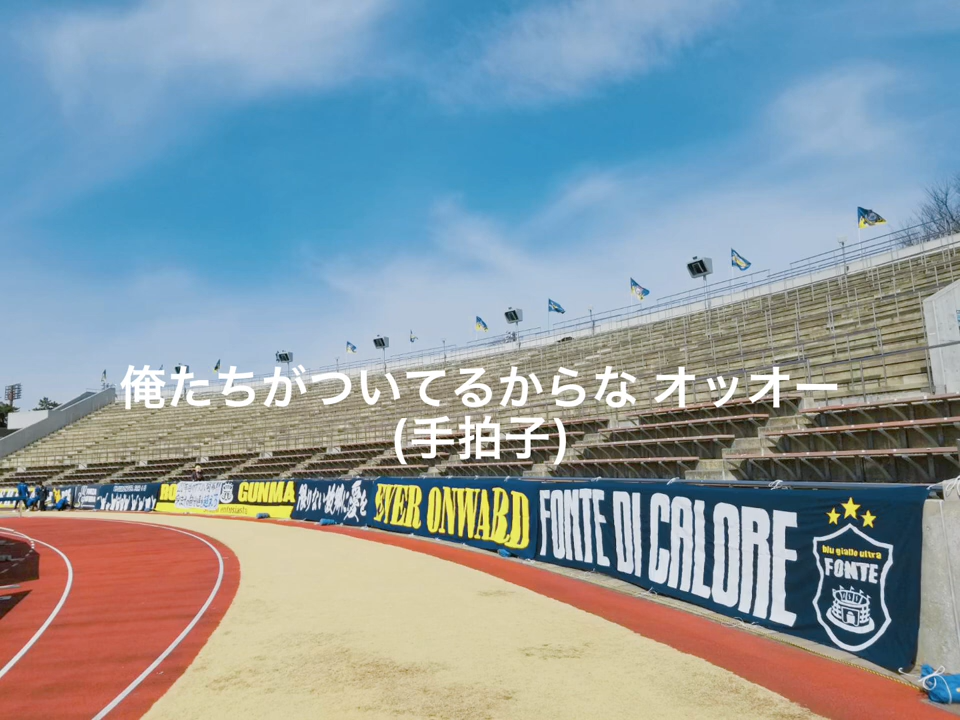 俺たちがついてるからな オッオー
(手拍子)
GUNMA
EVER ONWARD
FONTE DI CALORE
blu giallo ultra
FONTE